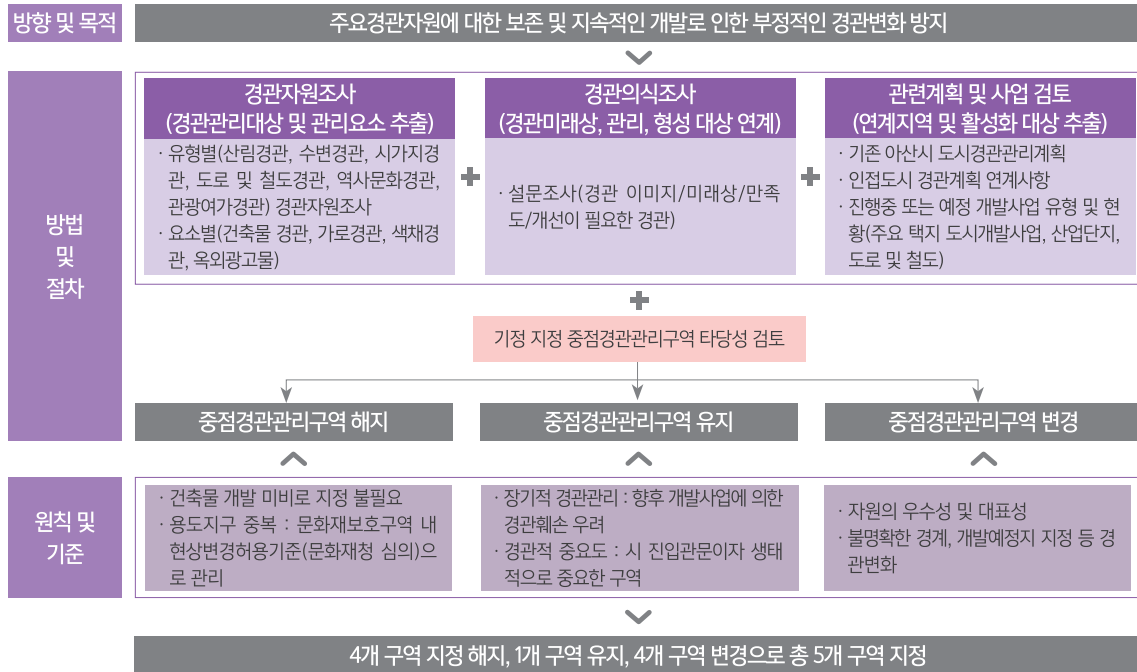 방향 및 목적
주요경관자원에 대한 보존 및 지속적인 개발로 인한 부정적인 경관변화 방지
방법
및
절차
경관자원조사
(경관관리대상 및 관리요소 추출)
· 유형별(산림경관, 수변경관, 시가지경
관, 도로 및 철도경관, 역사문화경관,
관광여가경관) 경관자원조사
· 요소별(건축물 경관, 가로경관, 색채경
관, 옥외광고물)
경관의식조사
(경관미래상, 관리, 형성 대상 연계)
· 설문조사(경관 이미지/미래상/만족
도/개선이 필요한 경관)
관련계획 및 사업 검토
(연계지역 및 활성화 대상 추출)
· 기존 아산시 도시경관관리계획
· 인접도시 경관계획 연계사항
· 진행중 또는 예정 개발사업 유형 및 현
황(주요 택지 도시개발사업, 산업단지,
도로 및 철도)
기정 지정 중점경관관리구역 타당성 검토
중점경관관리구역 해지
중점경관관리구역 유지
중점경관관리구역 변경
원칙 및
기준
· 건축물 개발 미비로 지정 불필요
· 용도지구 중복 : 문화재보호구역 내
현상변경허용기준(문화재청 심의)으
로 관리
· 장기적 경관관리 : 향후 개발사업에 의한
경관훼손 우려
· 경관적 중요도 : 시 진입관문이자 생태
적으로 중요한 구역
· 자원의 우수성 및 대표성
· 불명확한 경계, 개발예정지 지정 등 경
관변화
4개 구역 지정 해지, 1개 구역 유지, 4개 구역 변경으로 총 5개 구역 지정